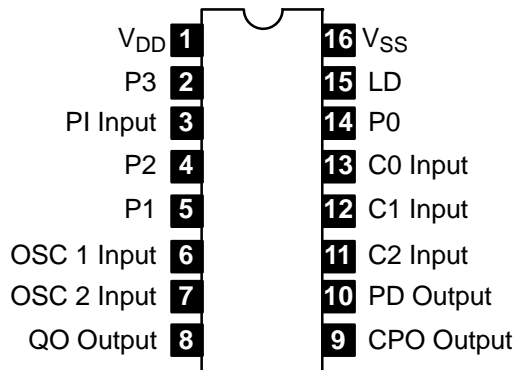 V_DD 1 16 V_SS
P3 2 15 LD
PI Input 3 14 P0
P2 4 13 C0 Input
P1 5 12 C1 Input
OSC 1 Input 6 11 C2 Input
OSC 2 Input 7 10 PD Output
QO Output 8 9 CPO Output